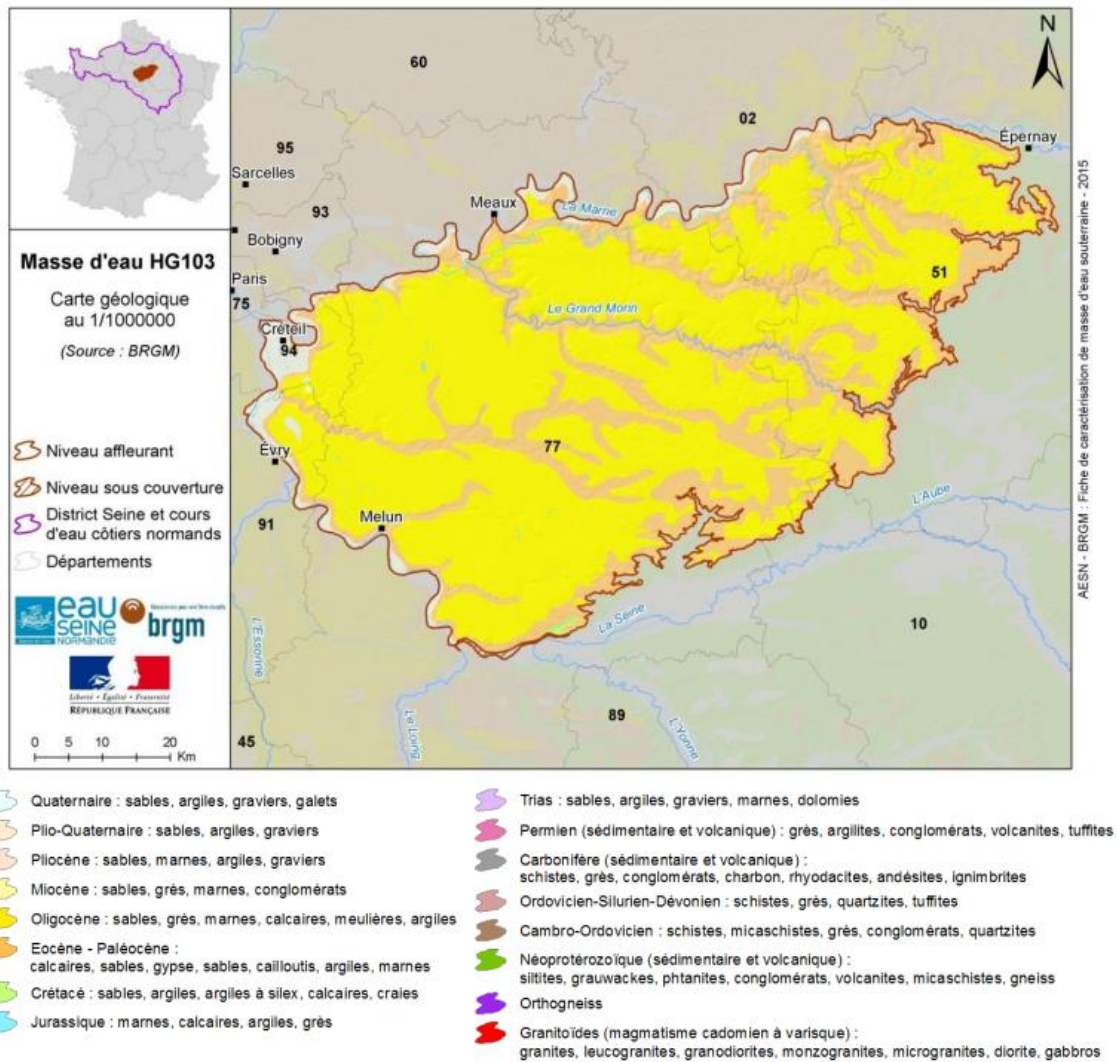 Masse d'eau HG103
Carte géologique
au 1/1000000
(Source : BRGM)
Niveau affleurant
Niveau sous couverture
District Seine et cours
d'eau côtiers normands
Départements
eau
SEINE
NORMANDIE
brgm
Liberté • Égalité • Fraternité
RÉPUBLIQUE FRANÇAISE
0 5 10 20
Km
N
60
02
95
Sarcelles
93
Bobigny
Paris
75
Créteil
94
Meaux
La Marne
Épernay
51
Le Grand Morin
77
Évry
91
Melun
L'Aube
La Seine
10
L'Essonne
Le Loing
89
L'Yonne
45
AESN - BRGM : Fiche de caractérisation de masse d'eau souterraine - 2015
Quaternaire : sables, argiles, graviers, galets
Plio-Quaternaire : sables, argiles, graviers
Pliocène : sables, marnes, argiles, graviers
Miocène : sables, grès, marnes, conglomérats
Oligocène : sables, grès, marnes, calcaires, meulières, argiles
Eocène - Paléocène :
calcaires, sables, gypse, sables, cailloutis, argiles, marnes
Crétacé : sables, argiles, argiles à silex, calcaires, craies
Jurassique : marnes, calcaires, argiles, grès
Trias : sables, argiles, graviers, marnes, dolomies
Permien (sédimentaire et volcanique) : grès, argilites, conglomérats, volcanites, tuffites
Carbonifère (sédimentaire et volcanique) :
schistes, grès, conglomérats, charbon, rhyodacites, andésites, ignimbrites
Ordovicien-Silurien-Dévonien : schistes, grès, quartzites, tuffites
Cambro-Ordovicien : schistes, micaschistes, grès, conglomérats, quartzites
Néoprotérozoïque (sédimentaire et volcanique) :
siltites, grauwackes, phtanites, conglomérats, volcanites, micaschistes, gneiss
Orthogneiss
Granitoïdes (magmatisme cadomien à varisque) :
granites, leucogranites, granodiorites, monzogranites, microgranites, diorite, gabbros